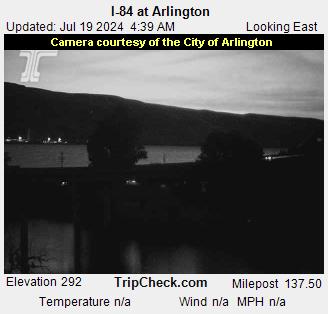 I-84 at Arlington
Updated: Jul 19 2024 4:39 AM Looking East
Camera courtesy of the City of Arlington
Elevation 292 TripCheck.com Milepost 137.50
Temperature n/a Wind n/a MPH n/a